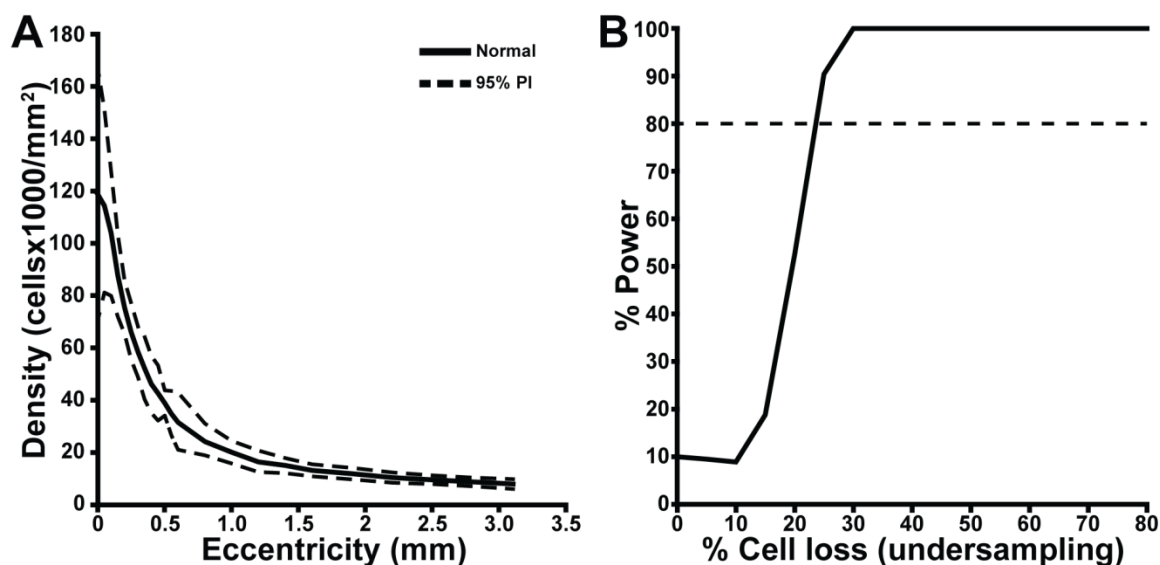 A
Density (cellsx1000/mm²)
180
160
140
120
100
80
60
40
20
0
0 0.5 1.0 1.5 2 2.5 3.0 3.5
Eccentricity (mm)
Normal
95% PI
B
% Power
100
90
80
70
60
50
40
30
20
10
0
0 10 20 30 40 50 60 70 80
% Cell loss (undersampling)